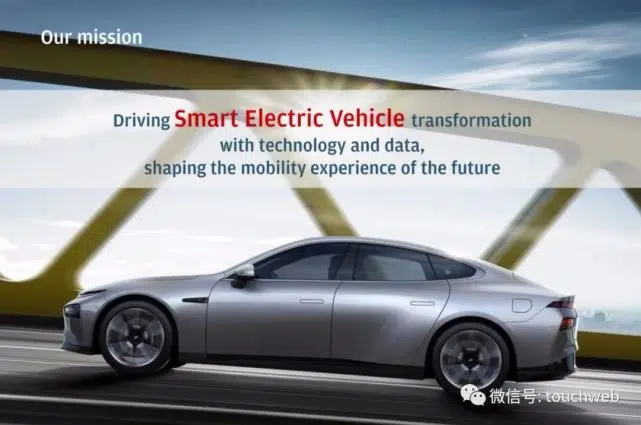 Our mission
Driving Smart Electric Vehicle transformation
with technology and data,
shaping the mobility experience of the future
微信号: touchweb